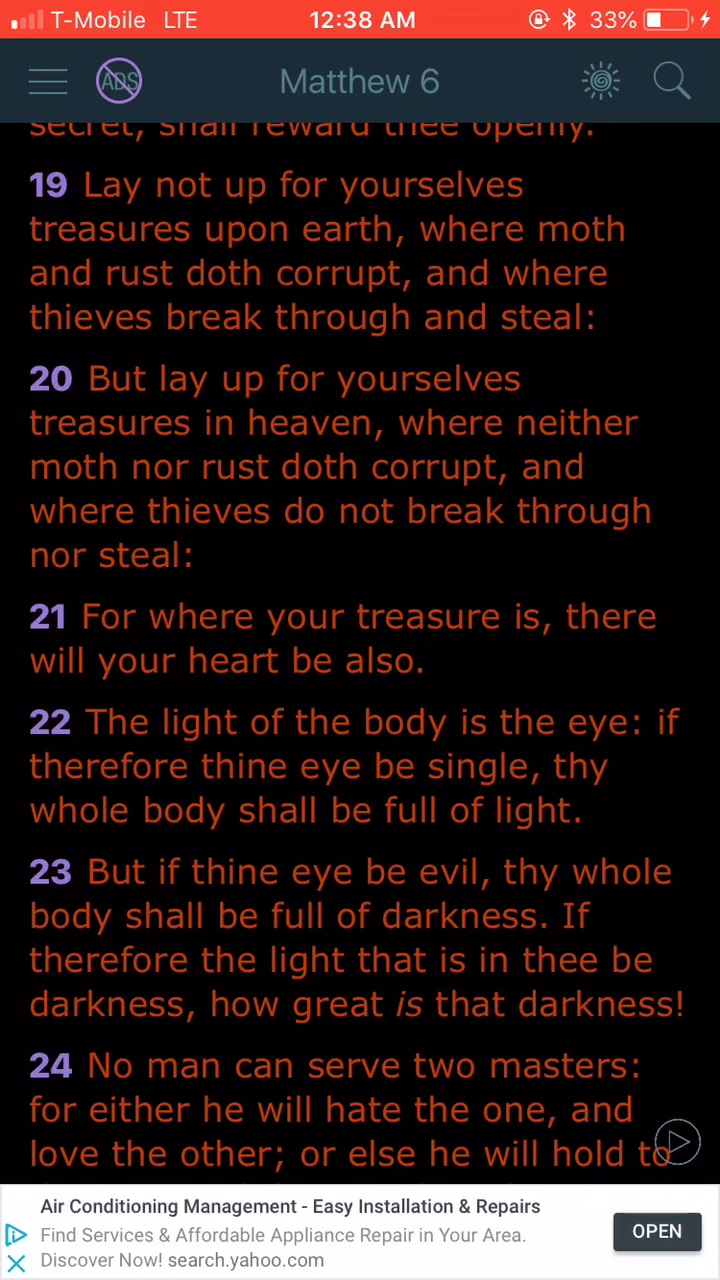 T-Mobile LTE 12:38 AM 33%
ADS Matthew 6
secret, shall reward thee openly.
19 Lay not up for yourselves
treasures upon earth, where moth
and rust doth corrupt, and where
thieves break through and steal:
20 But lay up for yourselves
treasures in heaven, where neither
moth nor rust doth corrupt, and
where thieves do not break through
nor steal:
21 For where your treasure is, there
will your heart be also.
22 The light of the body is the eye: if
therefore thine eye be single, thy
whole body shall be full of light.
23 But if thine eye be evil, thy whole
body shall be full of darkness. If
therefore the light that is in thee be
darkness, how great is that darkness!
24 No man can serve two masters:
for either he will hate the one, and
love the other; or else he will hold to
Air Conditioning Management - Easy Installation & Repairs
Find Services & Affordable Appliance Repair in Your Area.
Discover Now! search.yahoo.com
OPEN